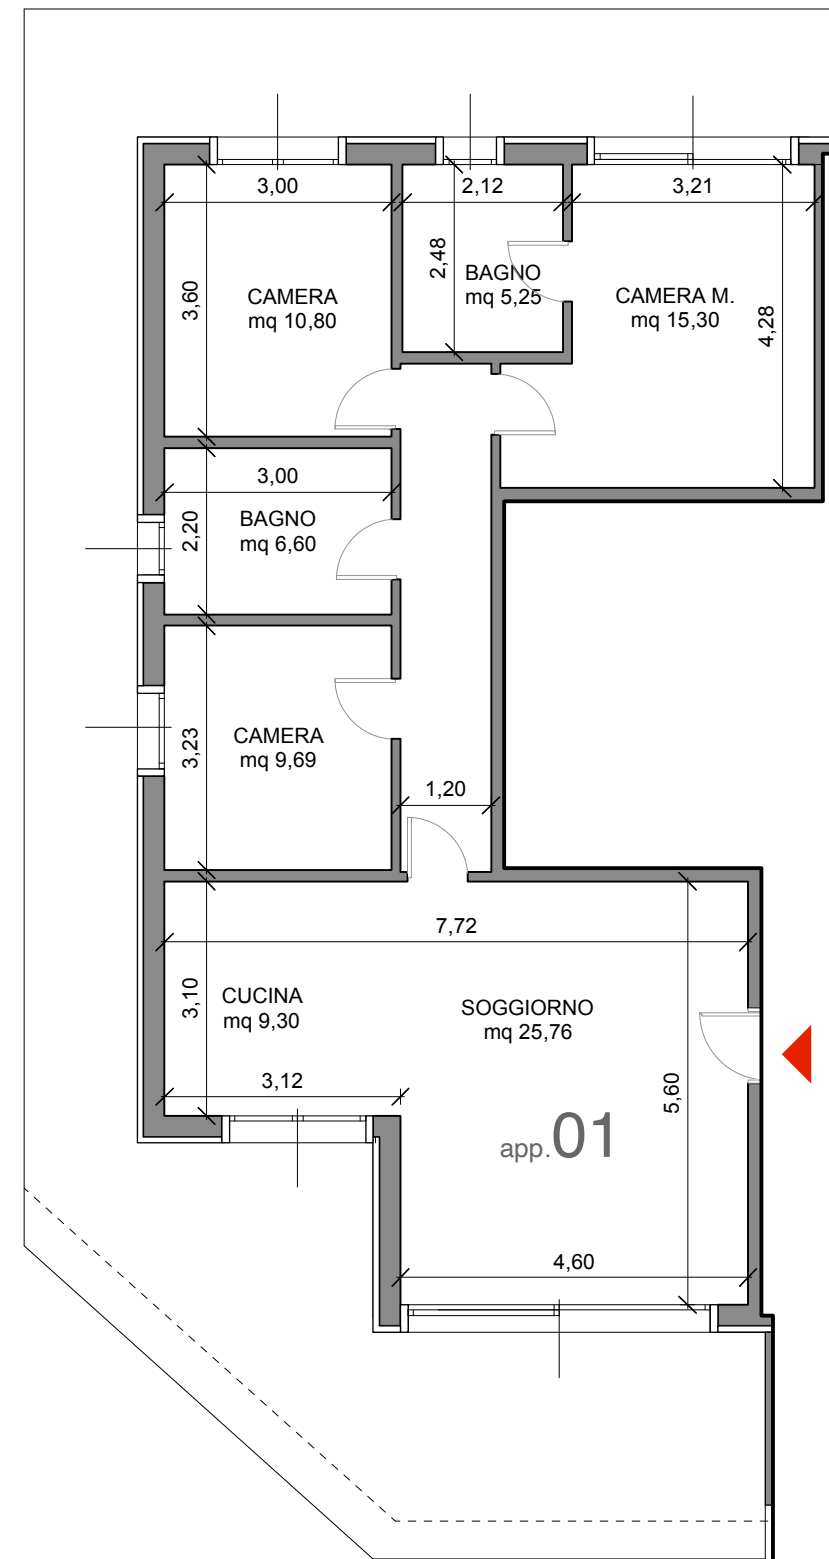 3,00
2,12
3,21
3,60
2,48
4,28
CAMERA
mq 10,80
BAGNO
mq 5,25
CAMERA M.
mq 15,30
3,00
2,20
BAGNO
mq 6,60
3,23
CAMERA
mq 9,69
1,20
7,72
3,10
CUCINA
mq 9,30
SOGGIORNO
mq 25,76
3,12
5,60
app.01
4,60